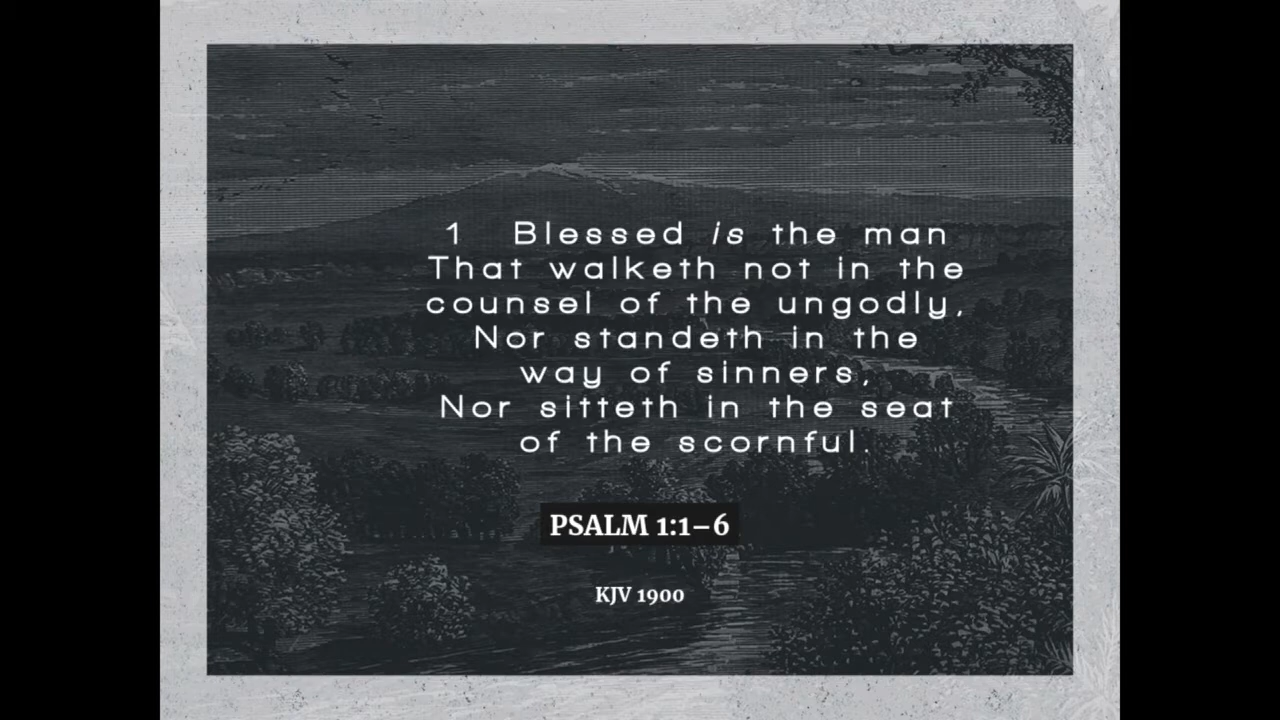 1 Blessed is the man
That walketh not in the
counsel of the ungodly,
Nor standeth in the
way of sinners,
Nor sitteth in the seat
of the scornful.
PSALM 1:1–6
KJV 1900